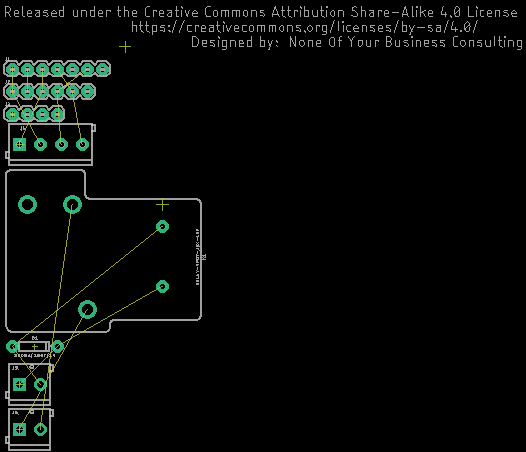 Released under the Creative Commons Attribution Share-Alike 4.0 License
https://creativecommons.org/licenses/by-sa/4.0/
Designed by: None Of Your Business Consulting